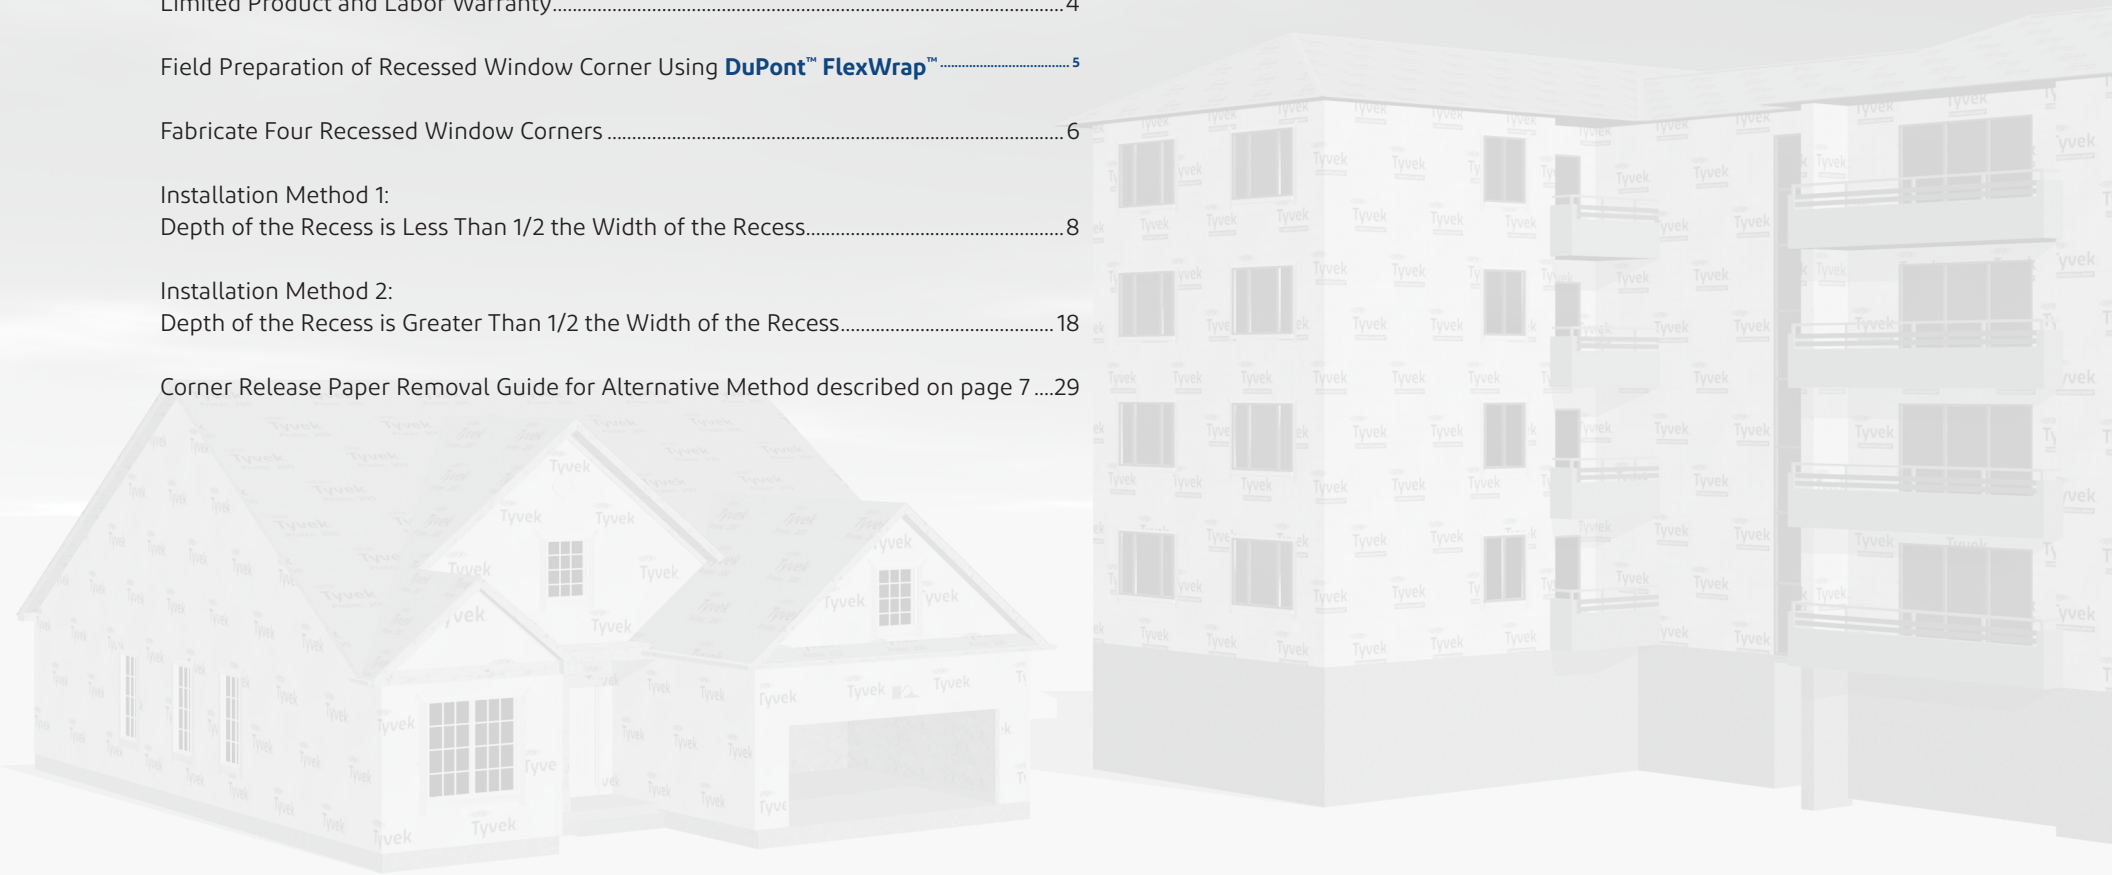 Limited Product and Labor Warranty........................................................................................................4
Field Preparation of Recessed Window Corner Using DuPont™ FlexWrap™....................................5
Fabricate Four Recessed Window Corners .............................................................................................6
Installation Method 1:
Depth of the Recess is Less Than 1/2 the Width of the Recess.....................................................8
Installation Method 2:
Depth of the Recess is Greater Than 1/2 the Width of the Recess............................................18
Corner Release Paper Removal Guide for Alternative Method described on page 7 ....29
Tyvek